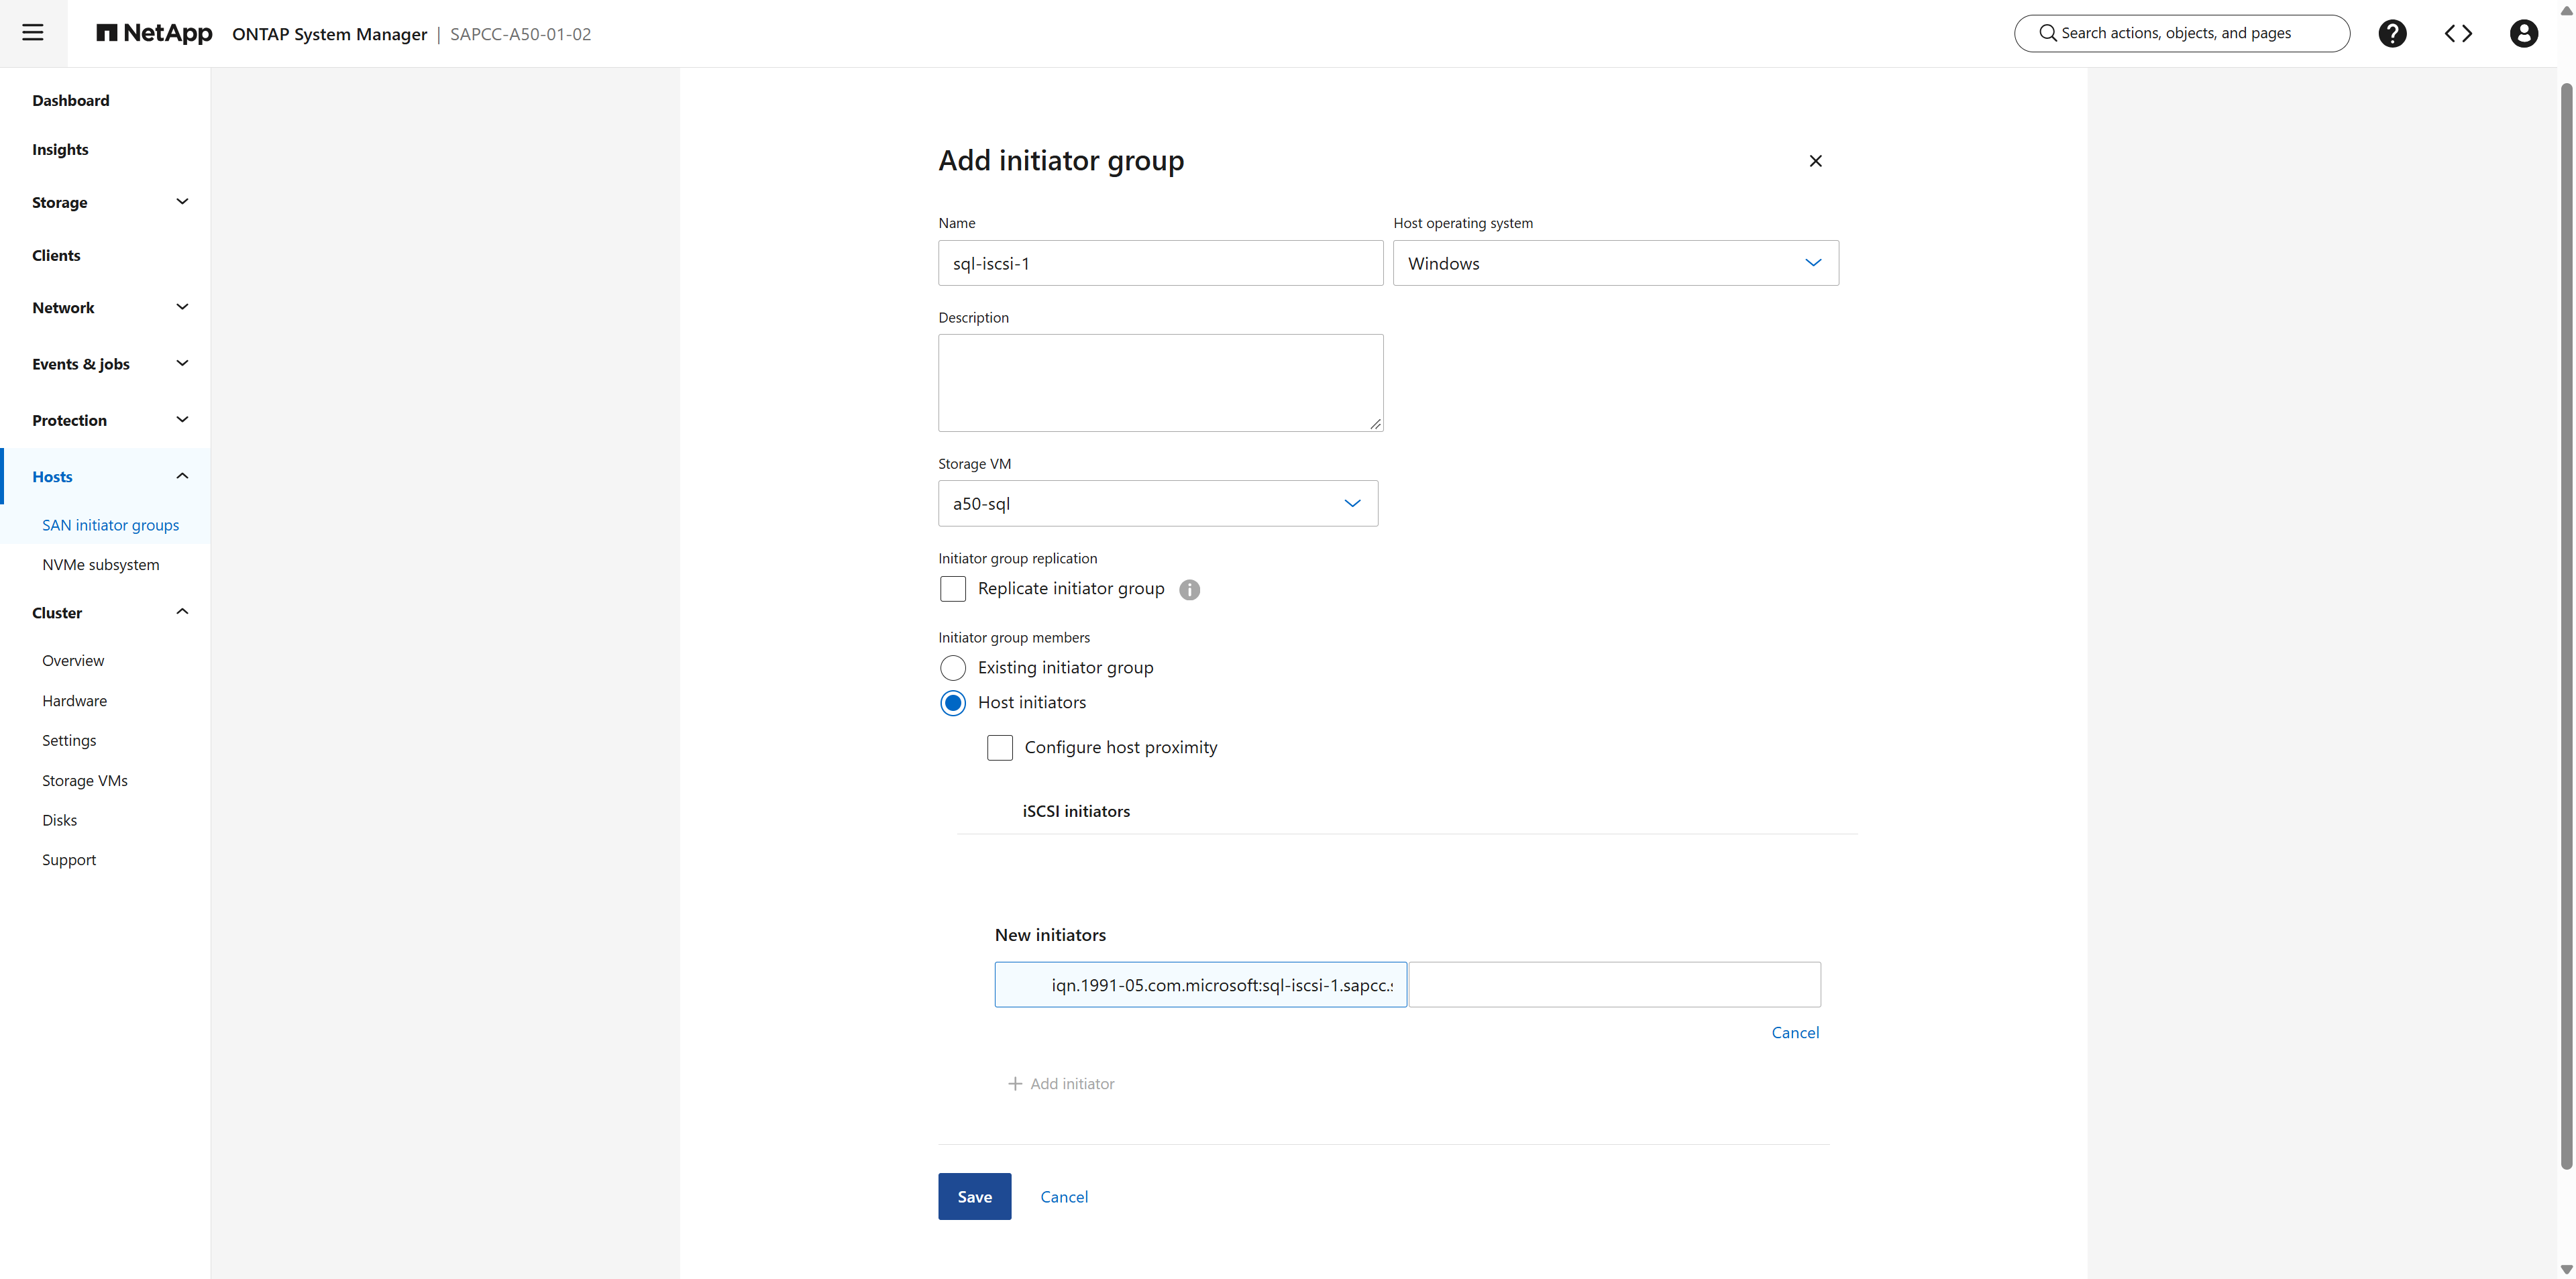 NetApp ONTAP System Manager | SAPCC-A50-01-02
Search actions, objects, and pages
Dashboard
Insights
Storage
Clients
Network
Events & jobs
Protection
Hosts
SAN initiator groups
NVMe subsystem
Cluster
Overview
Hardware
Settings
Storage VMs
Disks
Support
Add initiator group
Name
sql-iscsi-1
Host operating system
Windows
Description
Storage VM
a50-sql
Initiator group replication
Replicate initiator group
Initiator group members
Existing initiator group
Host initiators
Configure host proximity
iSCSI initiators
New initiators
iqn.1991-05.com.microsoft:sql-iscsi-1.sapcc.s
Cancel
Add initiator
Save
Cancel